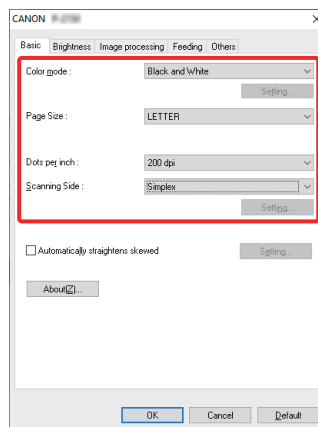 CANON
Basic Brightness Image processing Feeding Others
Color mode : Black and White
Setting...
Page Size : LETTER
Dots per inch : 200 dpi
Scanning Side : Simplex
Setting...
Automatically straightens skewed Setting...
About(Z)...
OK Cancel Default